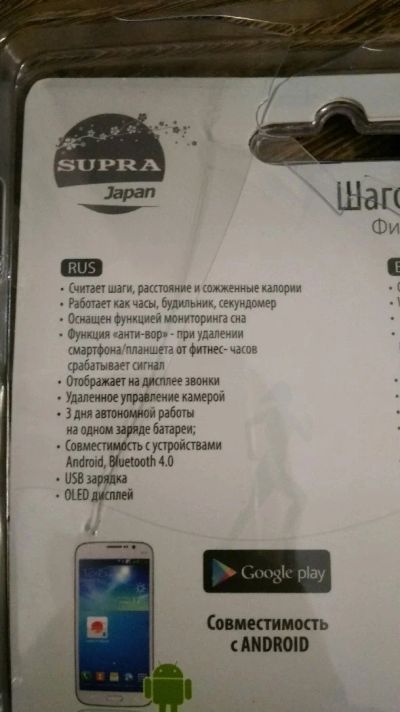 SUPRA
Japan
RUS
• Считает шаги, расстояние и сожженные калории
• Работает как часы, будильник, секундомер
• Оснащен функцией мониторинга сна
• Функция «анти-вор» - при удалении
смартфона/планшета от фитнес- часов
срабатывает сигнал
• Отображает на дисплее звонки
• Удаленное управление камерой
• 3 дня автономной работы
на одном заряде батареи;
• Совместимость с устройствами
Android, Bluetooth 4.0
• USB зарядка
• OLED дисплей
Google play
Совместимость
с ANDROID